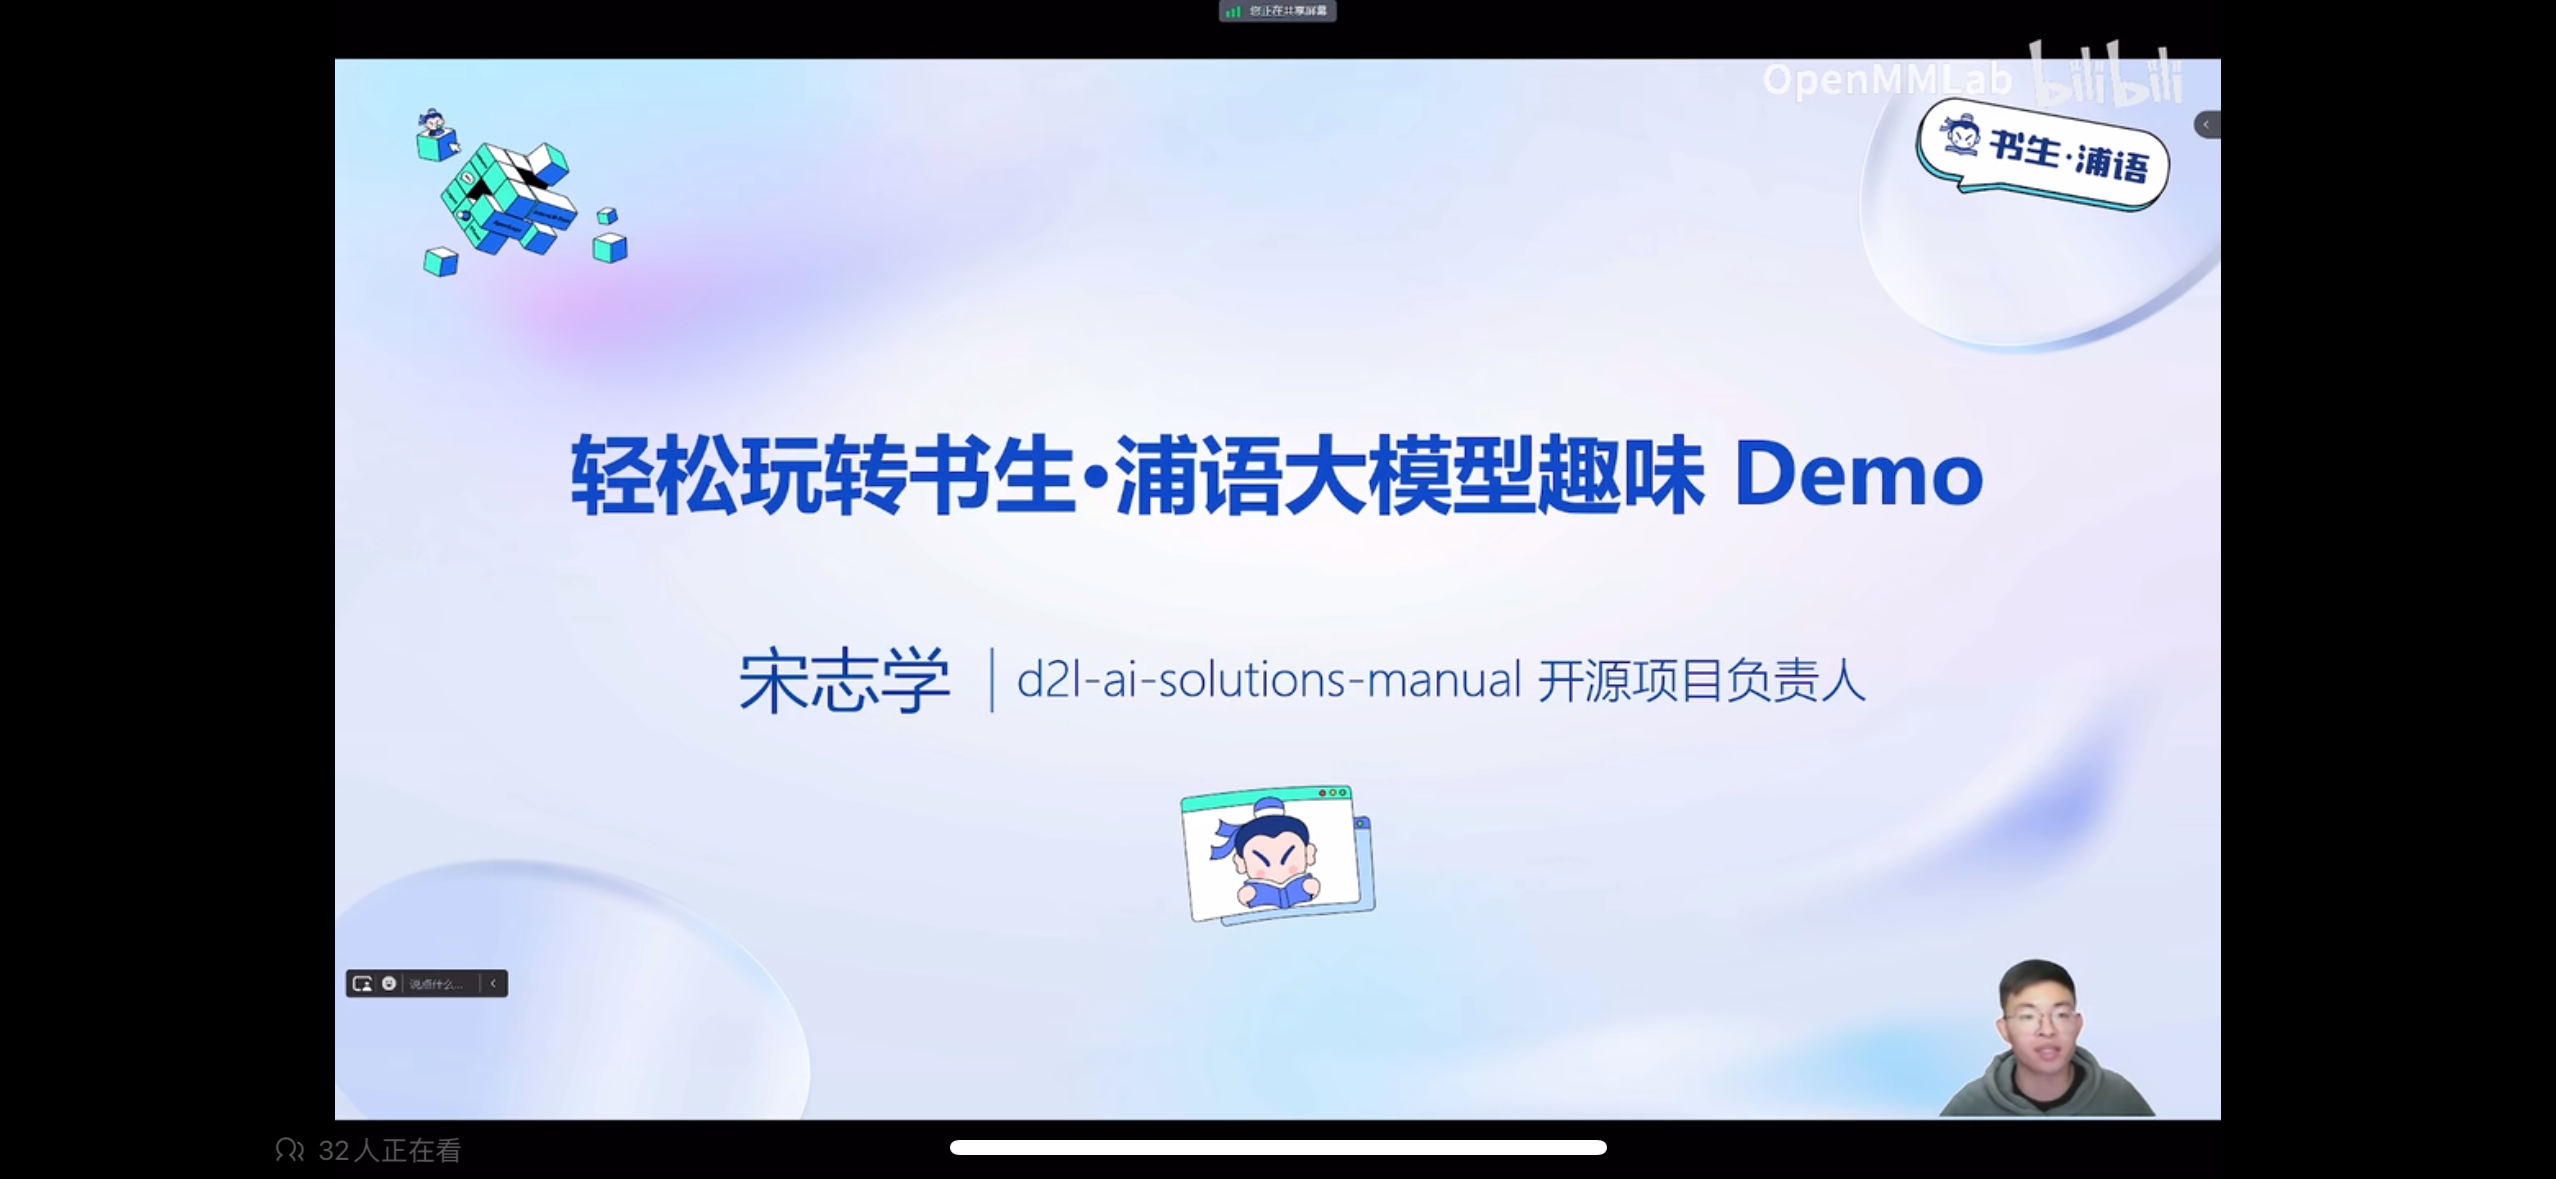 您正在共享屏幕
OpenMMLab bilibili
书生·浦语
轻松玩转书生·浦语大模型趣味 Demo
宋志学 | d2l-ai-solutions-manual 开源项目负责人
说点什么...
32人正在看